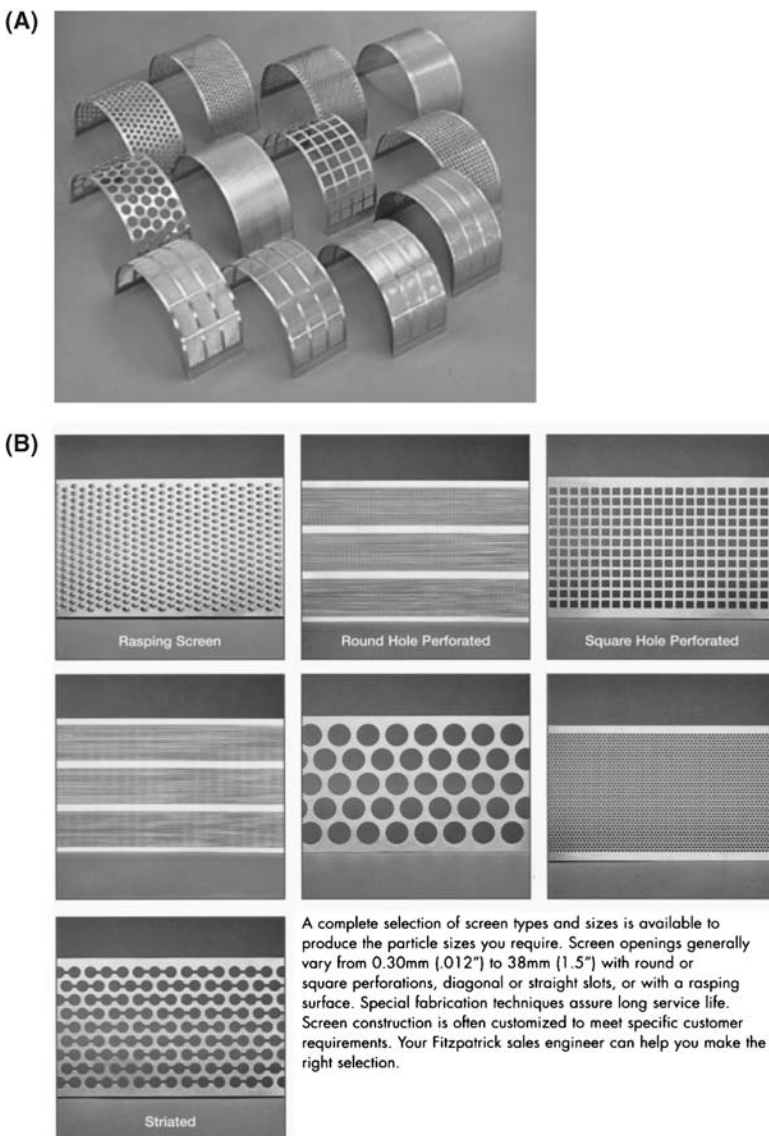 (A)
(B)
Rasping Screen
Round Hole Perforated
Square Hole Perforated
A complete selection of screen types and sizes is available to
produce the particle sizes you require. Screen openings generally
vary from 0.30mm (.012") to 38mm (1.5") with round or
square perforations, diagonal or straight slots, or with a rasping
surface. Special fabrication techniques assure long service life.
Screen construction is often customized to meet specific customer
requirements. Your Fitzpatrick sales engineer can help you make the
right selection.
Striated